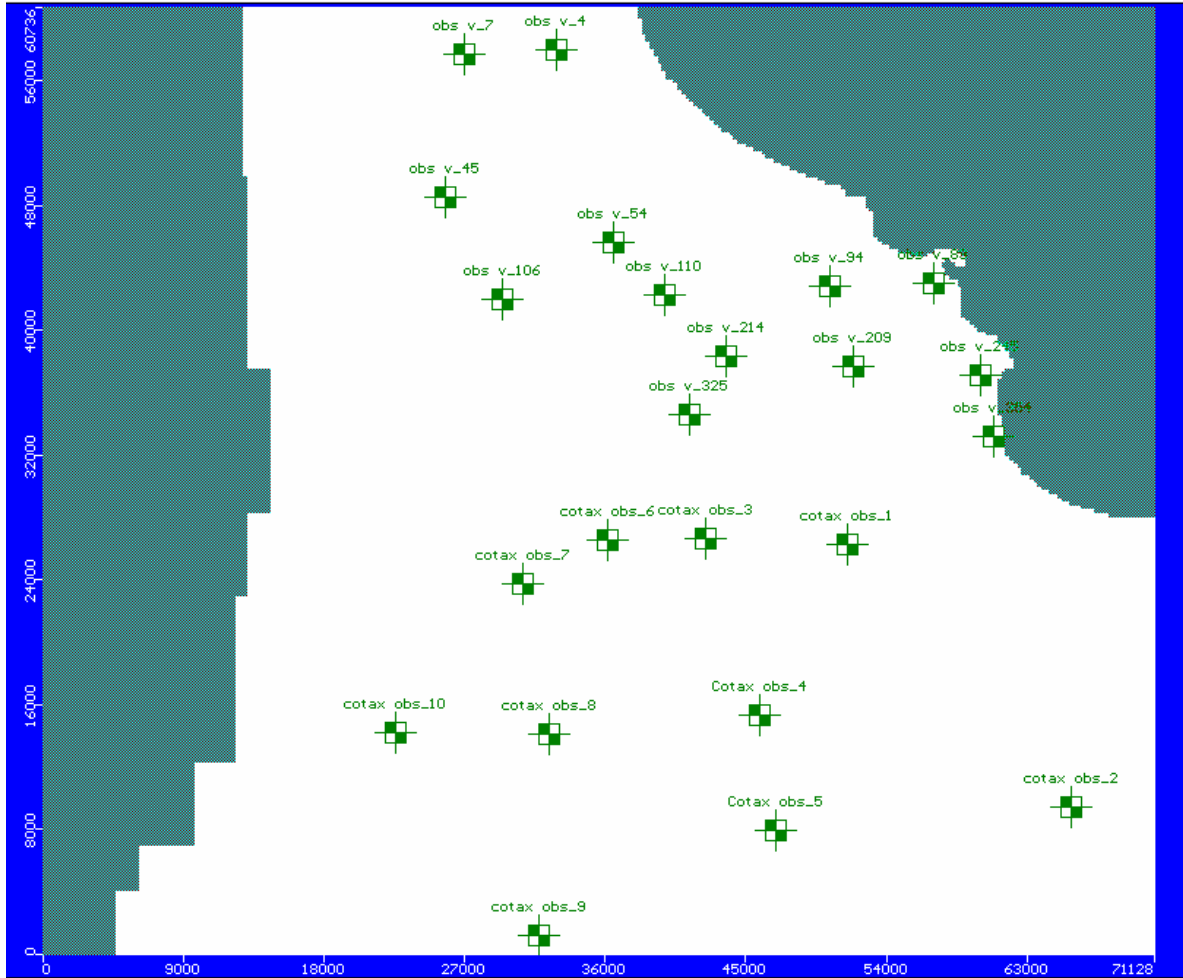 obs v_7
obs v_4
60736
56000
obs v_45
48000
obs v_54
obs v_94
obs v_110
obs v_106
40000
obs v_214
obs v_209
obs v_325
32000
cotax obs_6
cotax obs_3
cotax obs_1
cotax obs_7
24000
Cotax obs_4
cotax obs_10
cotax obs_8
16000
cotax obs_2
Cotax obs_5
8000
cotax obs_9
0
0
9000
18000
27000
36000
45000
54000
63000
71128